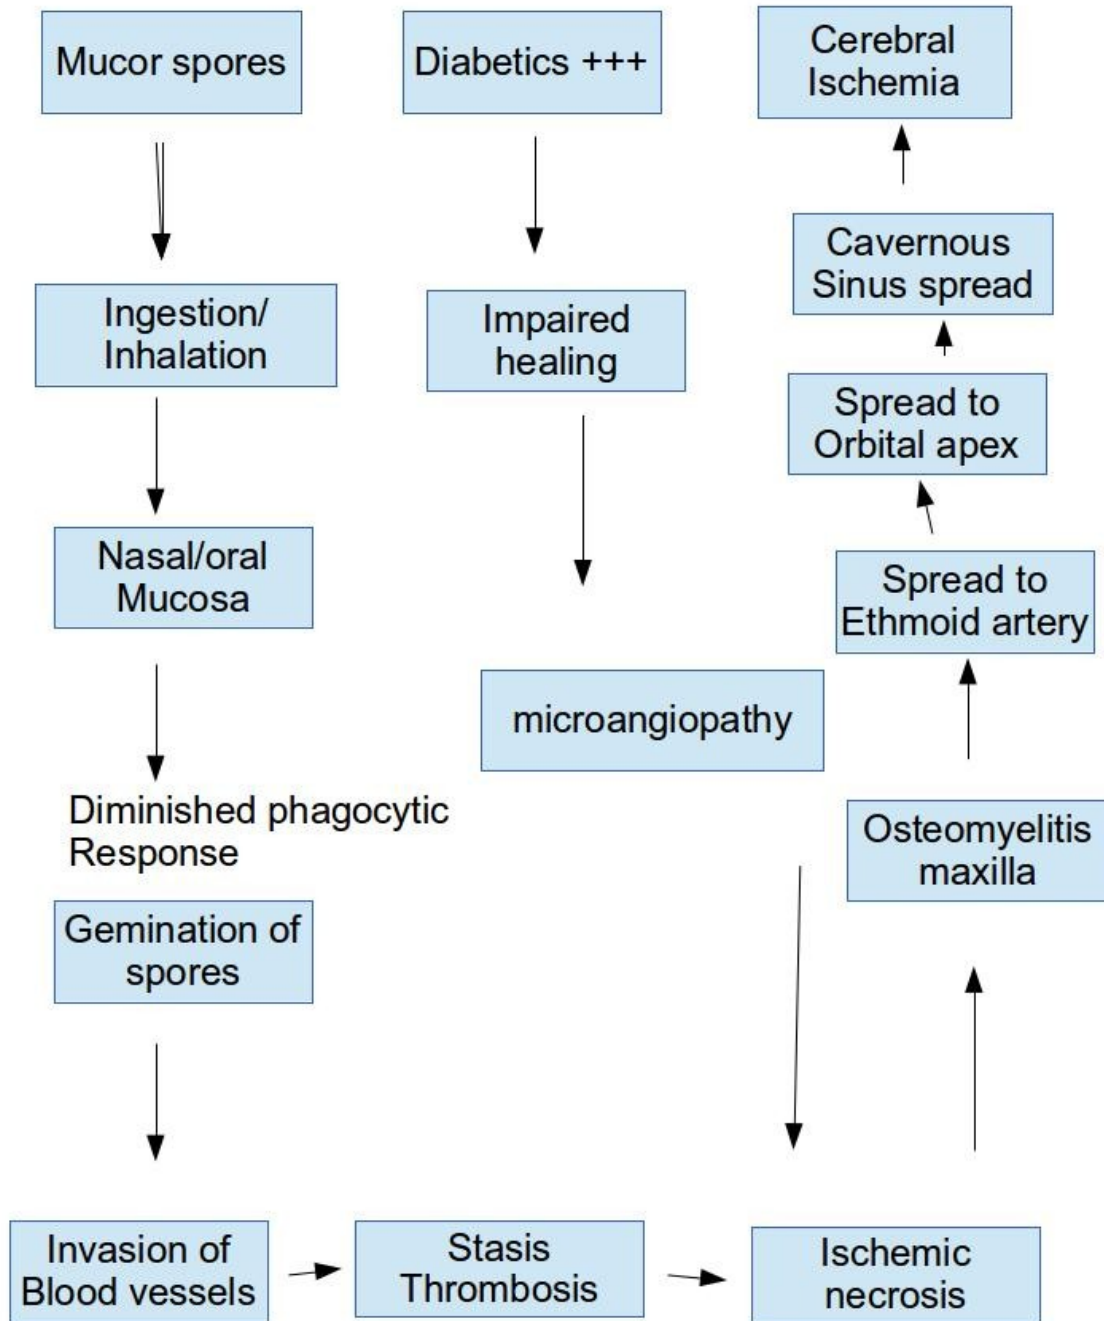 Mucor spores
Ingestion/
Inhalation
Nasal/oral
Mucosa
Diminished phagocytic
Response
Gemination of
spores
Invasion of
Blood vessels
Stasis
Thrombosis
Ischemic
necrosis
Diabetics +++
Impaired
healing
microangiopathy
Osteomyelitis
maxilla
Spread to
Ethmoid artery
Spread to
Orbital apex
Cavernous
Sinus spread
Cerebral
Ischemia